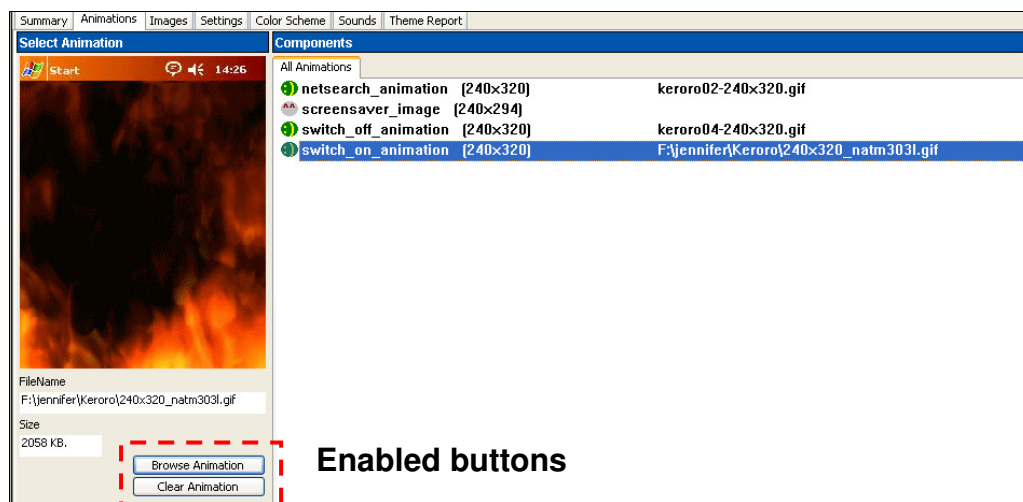 Summary Animations Images Settings Color Scheme Sounds Theme Report
Select Animation
Components
Start 14:26
All Animations
netsearch_animation (240x320) keroro02-240x320.gif
screensaver_image (240x294)
switch_off_animation (240x320) keroro04-240x320.gif
switch_on_animation (240x320) F:\jennifer\Keroro\240x320_natm303l.gif
FileName
F:\jennifer\Keroro\240x320_natm303l.gif
Size
2058 KB.
Browse Animation
Clear Animation
Enabled buttons